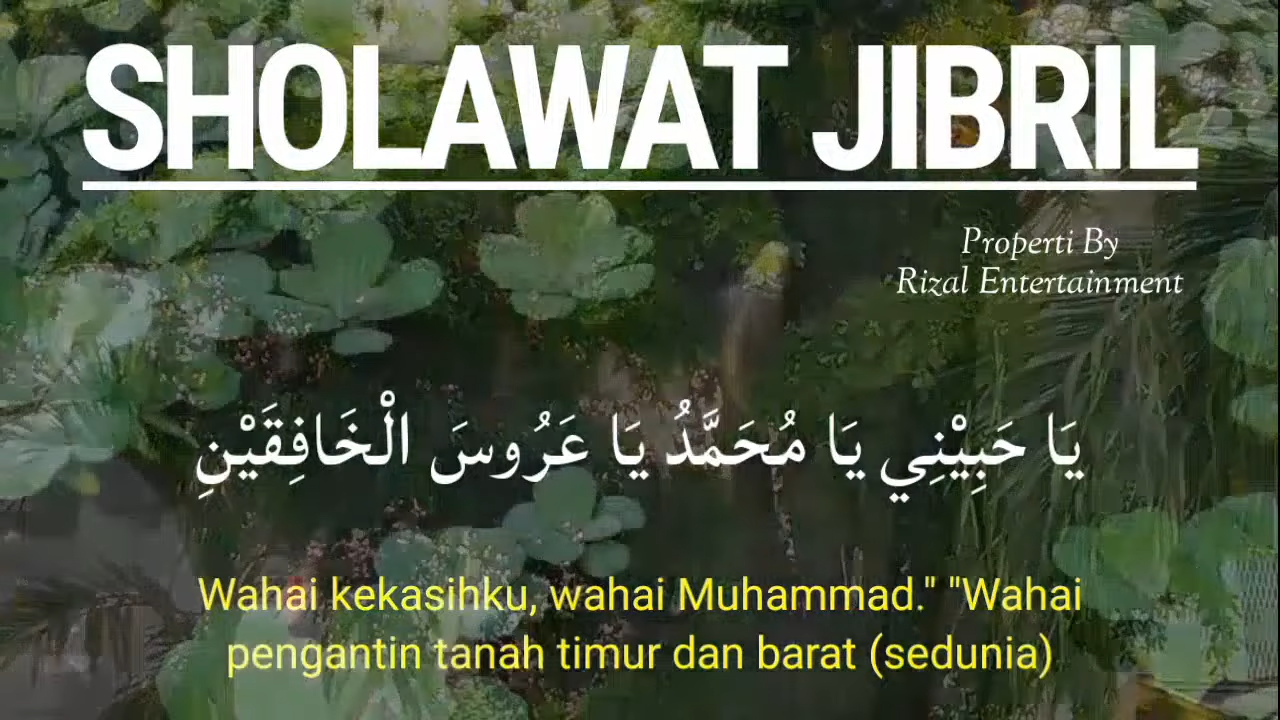 SHOLAWAT JIBRIL
Properti By
Rizal Entertainment
يَا حَبِيْنِي يَا مُحَمَّدُ يَا عَرُوسَ الْخَافِقَيْنِ
Wahai kekasihku, wahai Muhammad." "Wahai
pengantin tanah timur dan barat (sedunia)